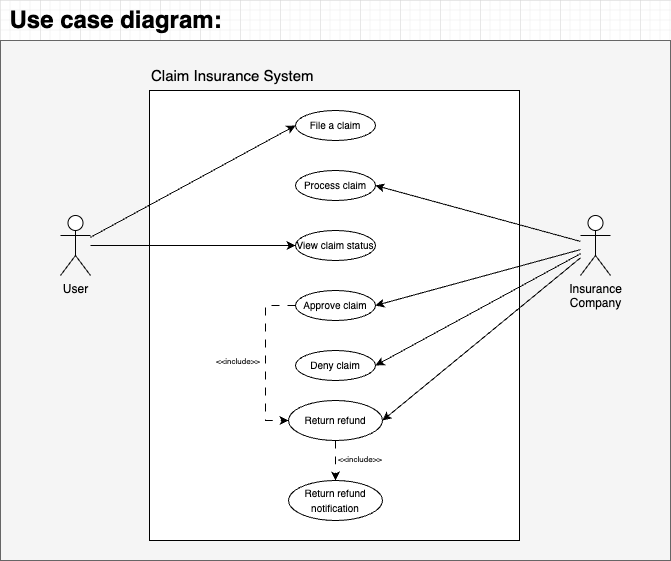 Use case diagram:
Claim Insurance System
File a claim
Process claim
View claim status
User
Insurance
Company
Approve claim
<<include>>
Deny claim
Return refund
<<include>>
Return refund
notification